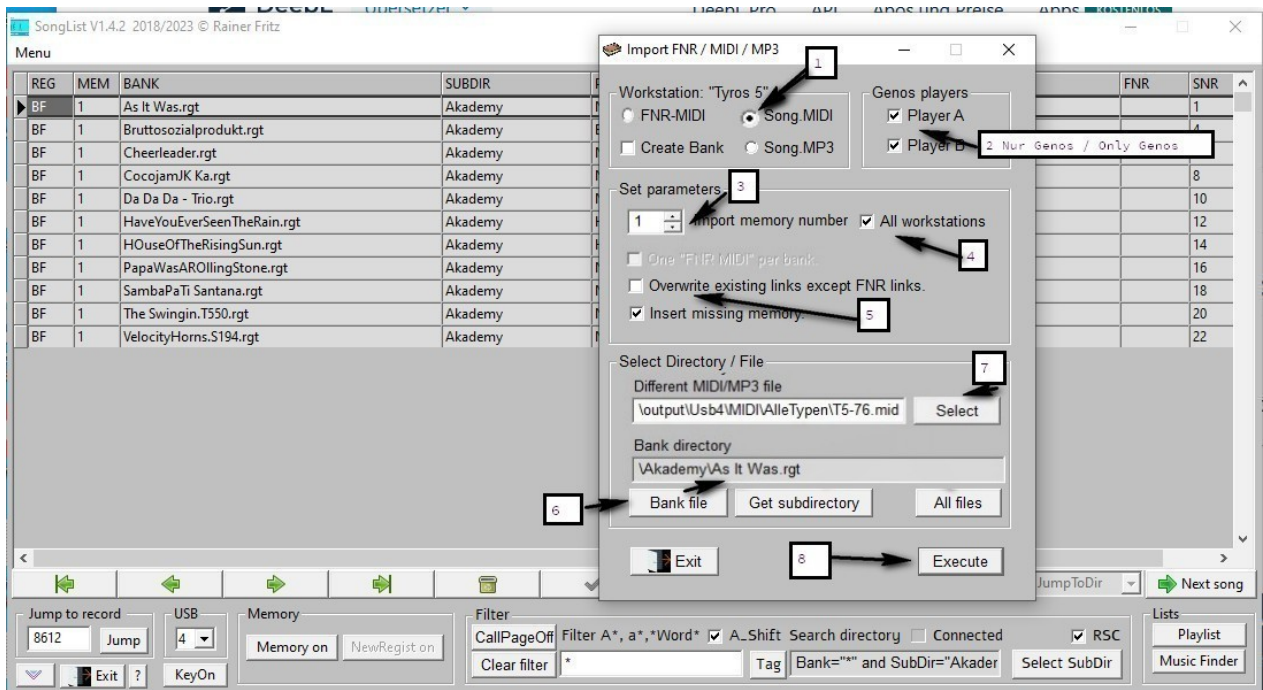 DeepL Übersetzer DeepL Pro API Abos und Preise Apps KOSTENLOS
SongList V1.4.2 2018/2023 © Rainer Fritz
Menu
REG MEM BANK SUBDIR FNR SNR
BF 1 As It Was.rgt Akademy 1
BF 1 Bruttosozialprodukt.rgt Akademy 4
BF 1 Cheerleader.rgt Akademy
BF 1 CocojamJK Ka.rgt Akademy 8
BF 1 Da Da Da - Trio.rgt Akademy 10
BF 1 HaveYouEverSeenTheRain.rgt Akademy 12
BF 1 HOuseOfTheRisingSun.rgt Akademy 14
BF 1 PapaWasAROllingStone.rgt Akademy 16
BF 1 SambaPaTi Santana.rgt Akademy 18
BF 1 The Swingin.T550.rgt Akademy 20
BF 1 VelocityHorns.S194.rgt Akademy 22
Import FNR / MIDI / MP3
1
Workstation: "Tyros 5"
FNR-MIDI Song.MIDI
Create Bank Song.MP3
Genos players
Player A
Player B
2 Nur Genos / Only Genos
Set parameters
3
1 Import memory number All workstations
4
One "FNR MIDI" per bank.
Overwrite existing links except FNR links.
5
Insert missing memory.
Select Directory / File
7
Different MIDI/MP3 file
\output\Usb4\MIDI\AlleTypen\T5-76.mid Select
Bank directory
\Akademy\As It Was.rgt
6
Bank file Get subdirectory All files
8
Exit Execute
JumpToDir Next song
Jump to record
8612 Jump
USB
4
Memory
Memory on NewRegist on
Filter
CallPageOff Filter A*, a*,*Word* A_Shift Search directory Connected RSC
Clear filter * Tag Bank="*" and SubDir="Akader Select SubDir
Lists
Playlist
Music Finder
Exit ? KeyOn